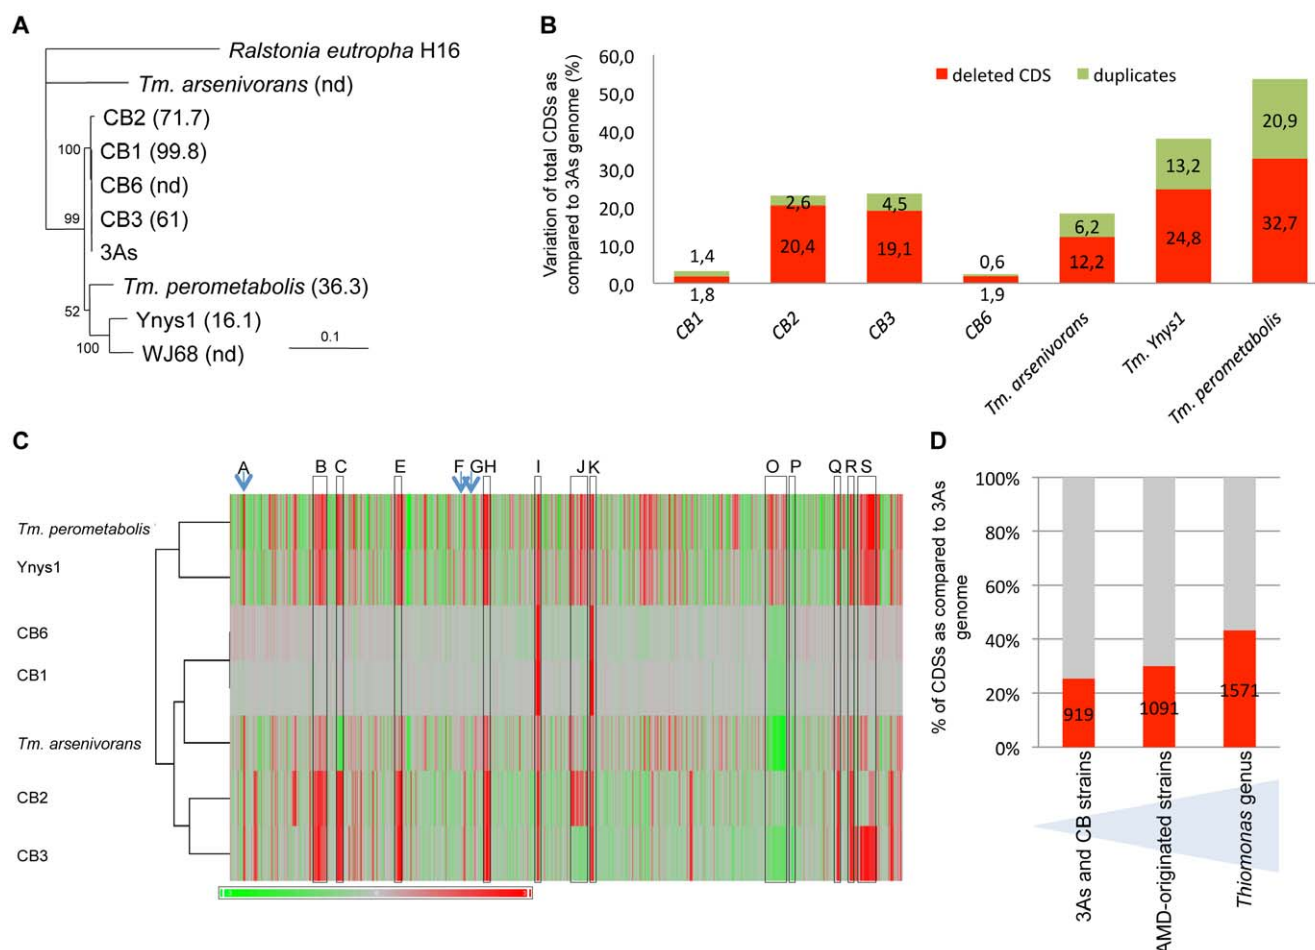 A
Ralstonia eutropha H16
Tm. arsenivorans (nd)
CB2 (71.7)
100
CB1 (99.8)
CB6 (nd)
99
CB3 (61)
3As
Tm. perometabolis (36.3)
52
Ynys1 (16.1)
100
WJ68 (nd)
0.1
B
Variation of total CDSs as
compared to 3As genome (%)
60,0
50,0
40,0
30,0
20,0
10,0
0,0
deleted CDS
duplicates
1,4
1,8
2,6
20,4
4,5
19,1
0,6
1,9
6,2
12,2
13,2
24,8
20,9
32,7
CB1
CB2
CB3
CB6
Tm. arsenivorans
Tm. Ynys1
Tm. perometabolis
C
A B C E F G H I J K O P Q R S
Tm. perometabolis
Ynys1
CB6
CB1
Tm. arsenivorans
CB2
CB3
D
% of CDSs as compared to 3As
genome
100%
80%
60%
40%
20%
0%
919
1091
1571
3As and CB strains
AMD-originated strains
Thiomonas genus